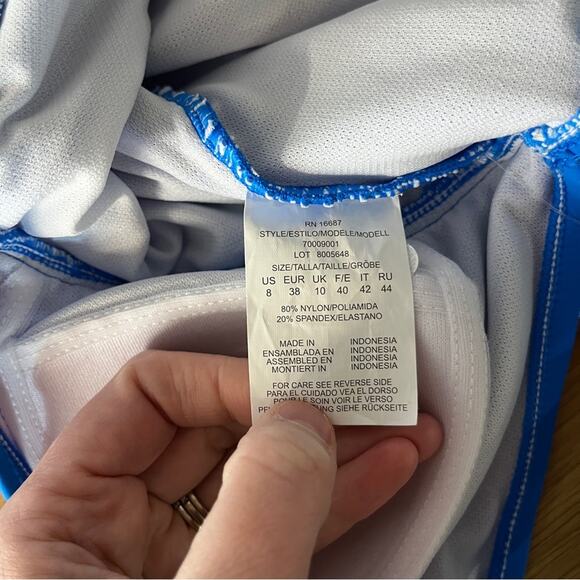 RN 16687
STYLE/ESTILO/MODELE/MODELL
70009001
LOT 8005648
SIZE/TALLA/TAILLE/GRÖBE
US EUR UK F/E IT RU
8 38 10 40 42 44
80% NYLON/POLIAMIDA
20% SPANDEX/ELASTANO
MADE IN INDONESIA
ENSAMBLADA EN INDONESIA
ASSEMBLED EN INDONESIA
MONTIERT IN INDONESIA
FOR CARE SEE REVERSE SIDE
PARA EL CUIDADO VEA EL DORSO
POUR LE SOIN VOIR LE VERSO
SIEHE RÜCKSEITE